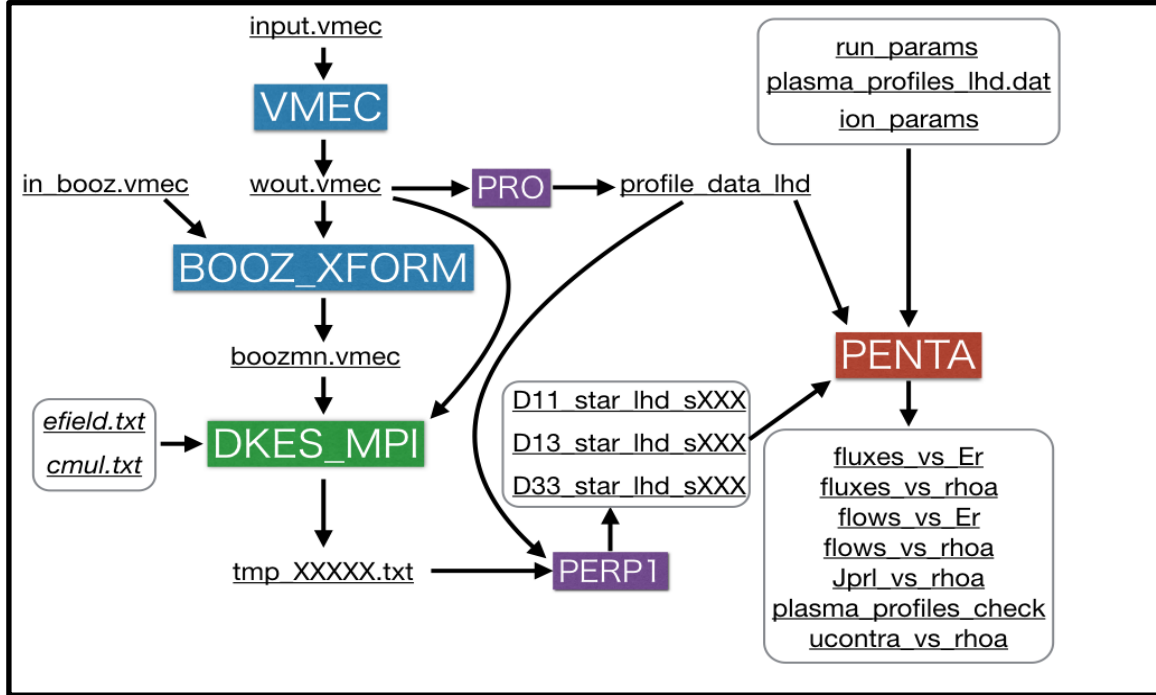 input.vmec
VMEC
in_booz.vmec
wout.vmec
PRO
profile_data_lhd
run_params
plasma_profiles_lhd.dat
ion_params
BOOZ_XFORM
boozmn.vmec
efield.txt
cmul.txt
DKES_MPI
tmp_XXXXX.txt
PERP1
D11_star_lhd_sXXX
D13_star_lhd_sXXX
D33_star_lhd_sXXX
PENTA
fluxes_vs_Er
fluxes_vs_rhoa
flows_vs_Er
flows_vs_rhoa
Jprl_vs_rhoa
plasma_profiles_check
ucontra_vs_rhoa